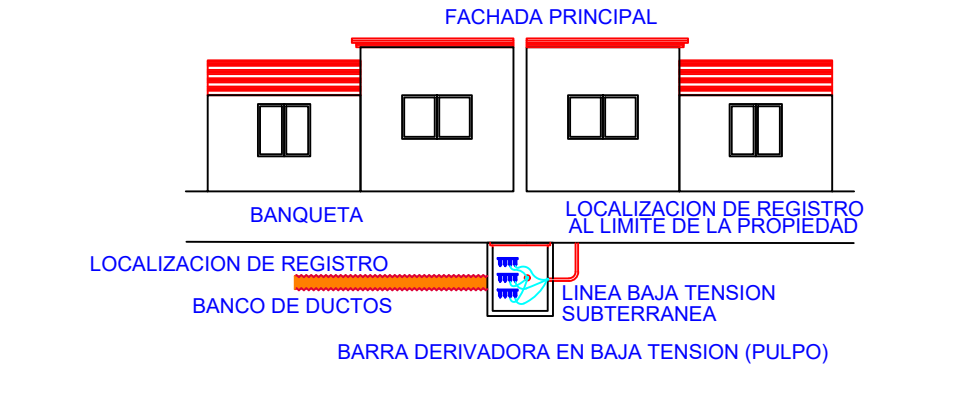 FACHADA PRINCIPAL
BANQUETA
LOCALIZACION DE REGISTRO
AL LIMITE DE LA PROPIEDAD
LOCALIZACION DE REGISTRO
BANCO DE DUCTOS
LINEA BAJA TENSION
SUBTERRANEA
BARRA DERIVADORA EN BAJA TENSION (PULPO)